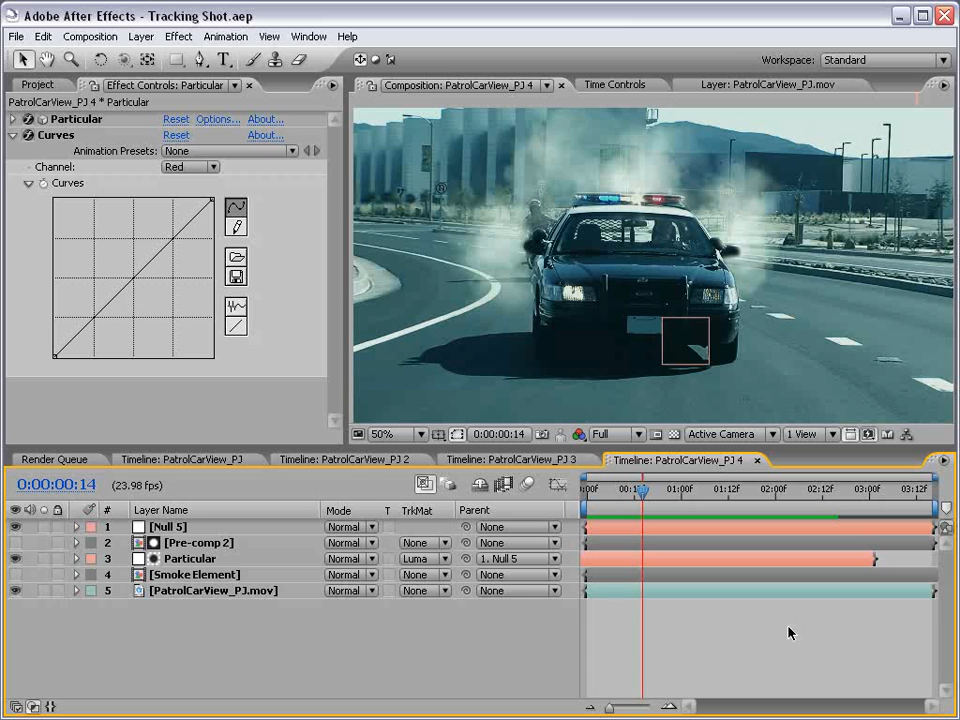 Adobe After Effects - Tracking Shot.aep
File Edit Composition Layer Effect Animation View Window Help
Workspace: Standard
Project Effect Controls: Particular Composition: PatrolCarView_PJ 4 Time Controls Layer: PatrolCarView_PJ.mov
PatrolCarView_PJ 4 * Particular
Particular Reset Options... About...
Curves Reset About...
Animation Presets: None
Channel: Red
Curves
50% 0:00:00:14 Full Active Camera 1 View
Render Queue Timeline: PatrolCarView_PJ Timeline: PatrolCarView_PJ 2 Timeline: PatrolCarView_PJ 3 Timeline: PatrolCarView_PJ 4
0:00:00:14 (23.98 fps)
:00f 00:12f 01:00f 01:12f 02:00f 02:12f 03:00f 03:12f
# Layer Name Mode T TrkMat Parent
1 [Null 5] Normal None
2 [Pre-comp 2] Normal None None
3 Particular Normal Luma 1. Null 5
4 [Smoke Element] Normal None None
5 [PatrolCarView_PJ.mov] Normal None None